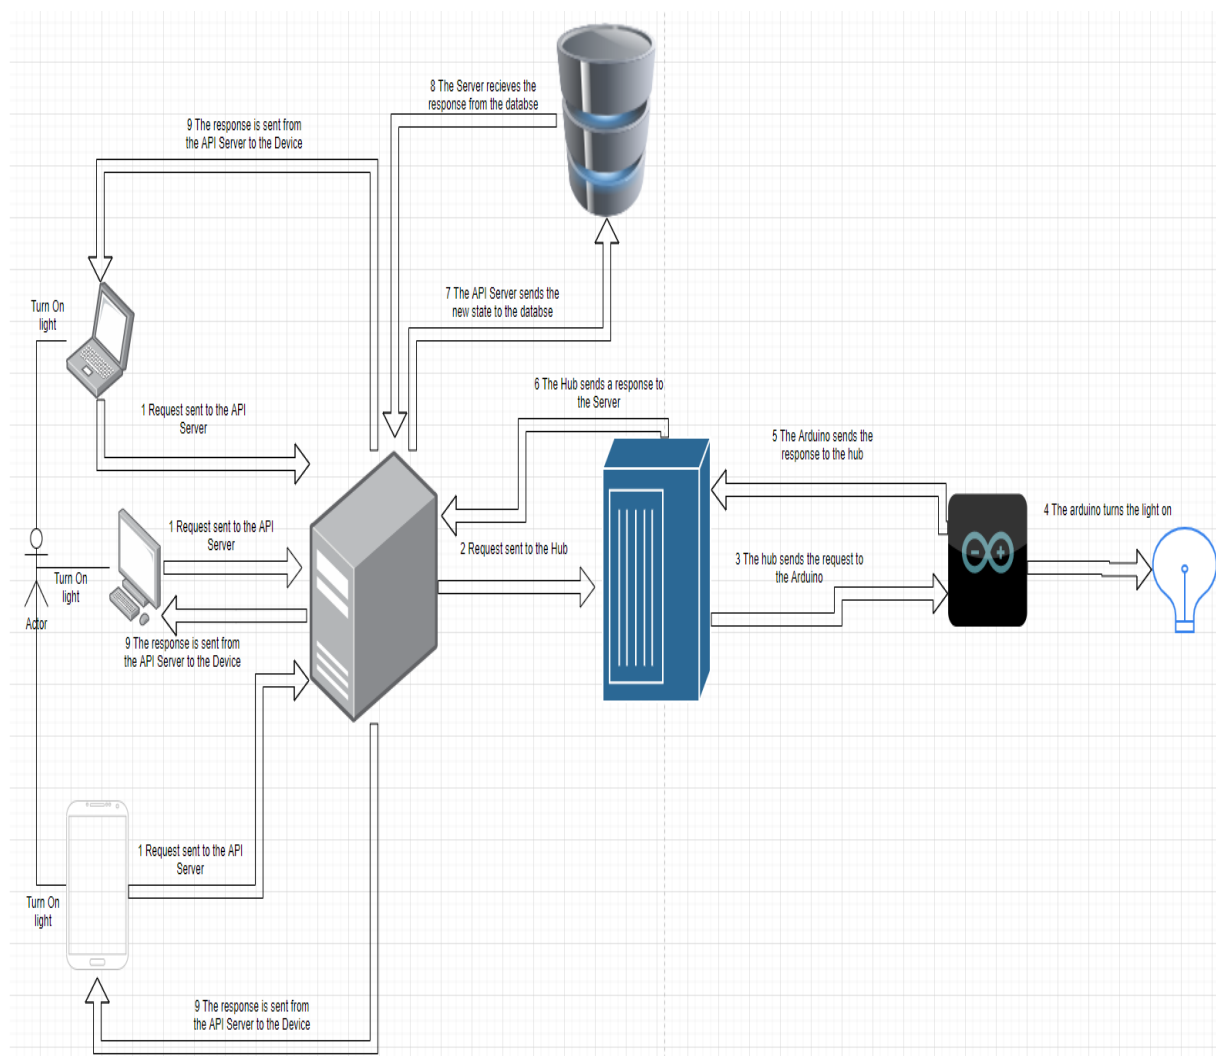 8 The Server recieves the
response from the databse
9 The response is sent from
the API Server to the Device
7 The API Server sends the
new state to the databse
Turn On
light
6 The Hub sends a response to
the Server
1 Request sent to the API
Server
5 The Arduino sends the
response to the hub
4 The arduino turns the light on
1 Request sent to the API
Server
2 Request sent to the Hub
3 The hub sends the request to
the Arduino
Turn On
light
Actor
9 The response is sent from
the API Server to the Device
1 Request sent to the API
Server
Turn On
light
9 The response is sent from
the API Server to the Device